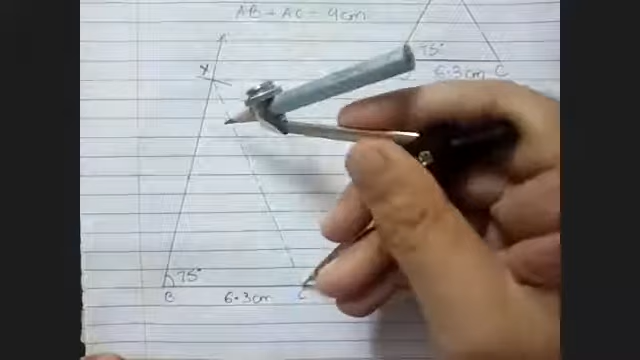 AB + AC = 9cm
75°
6.3cm C
X
75°
B 6.3cm C